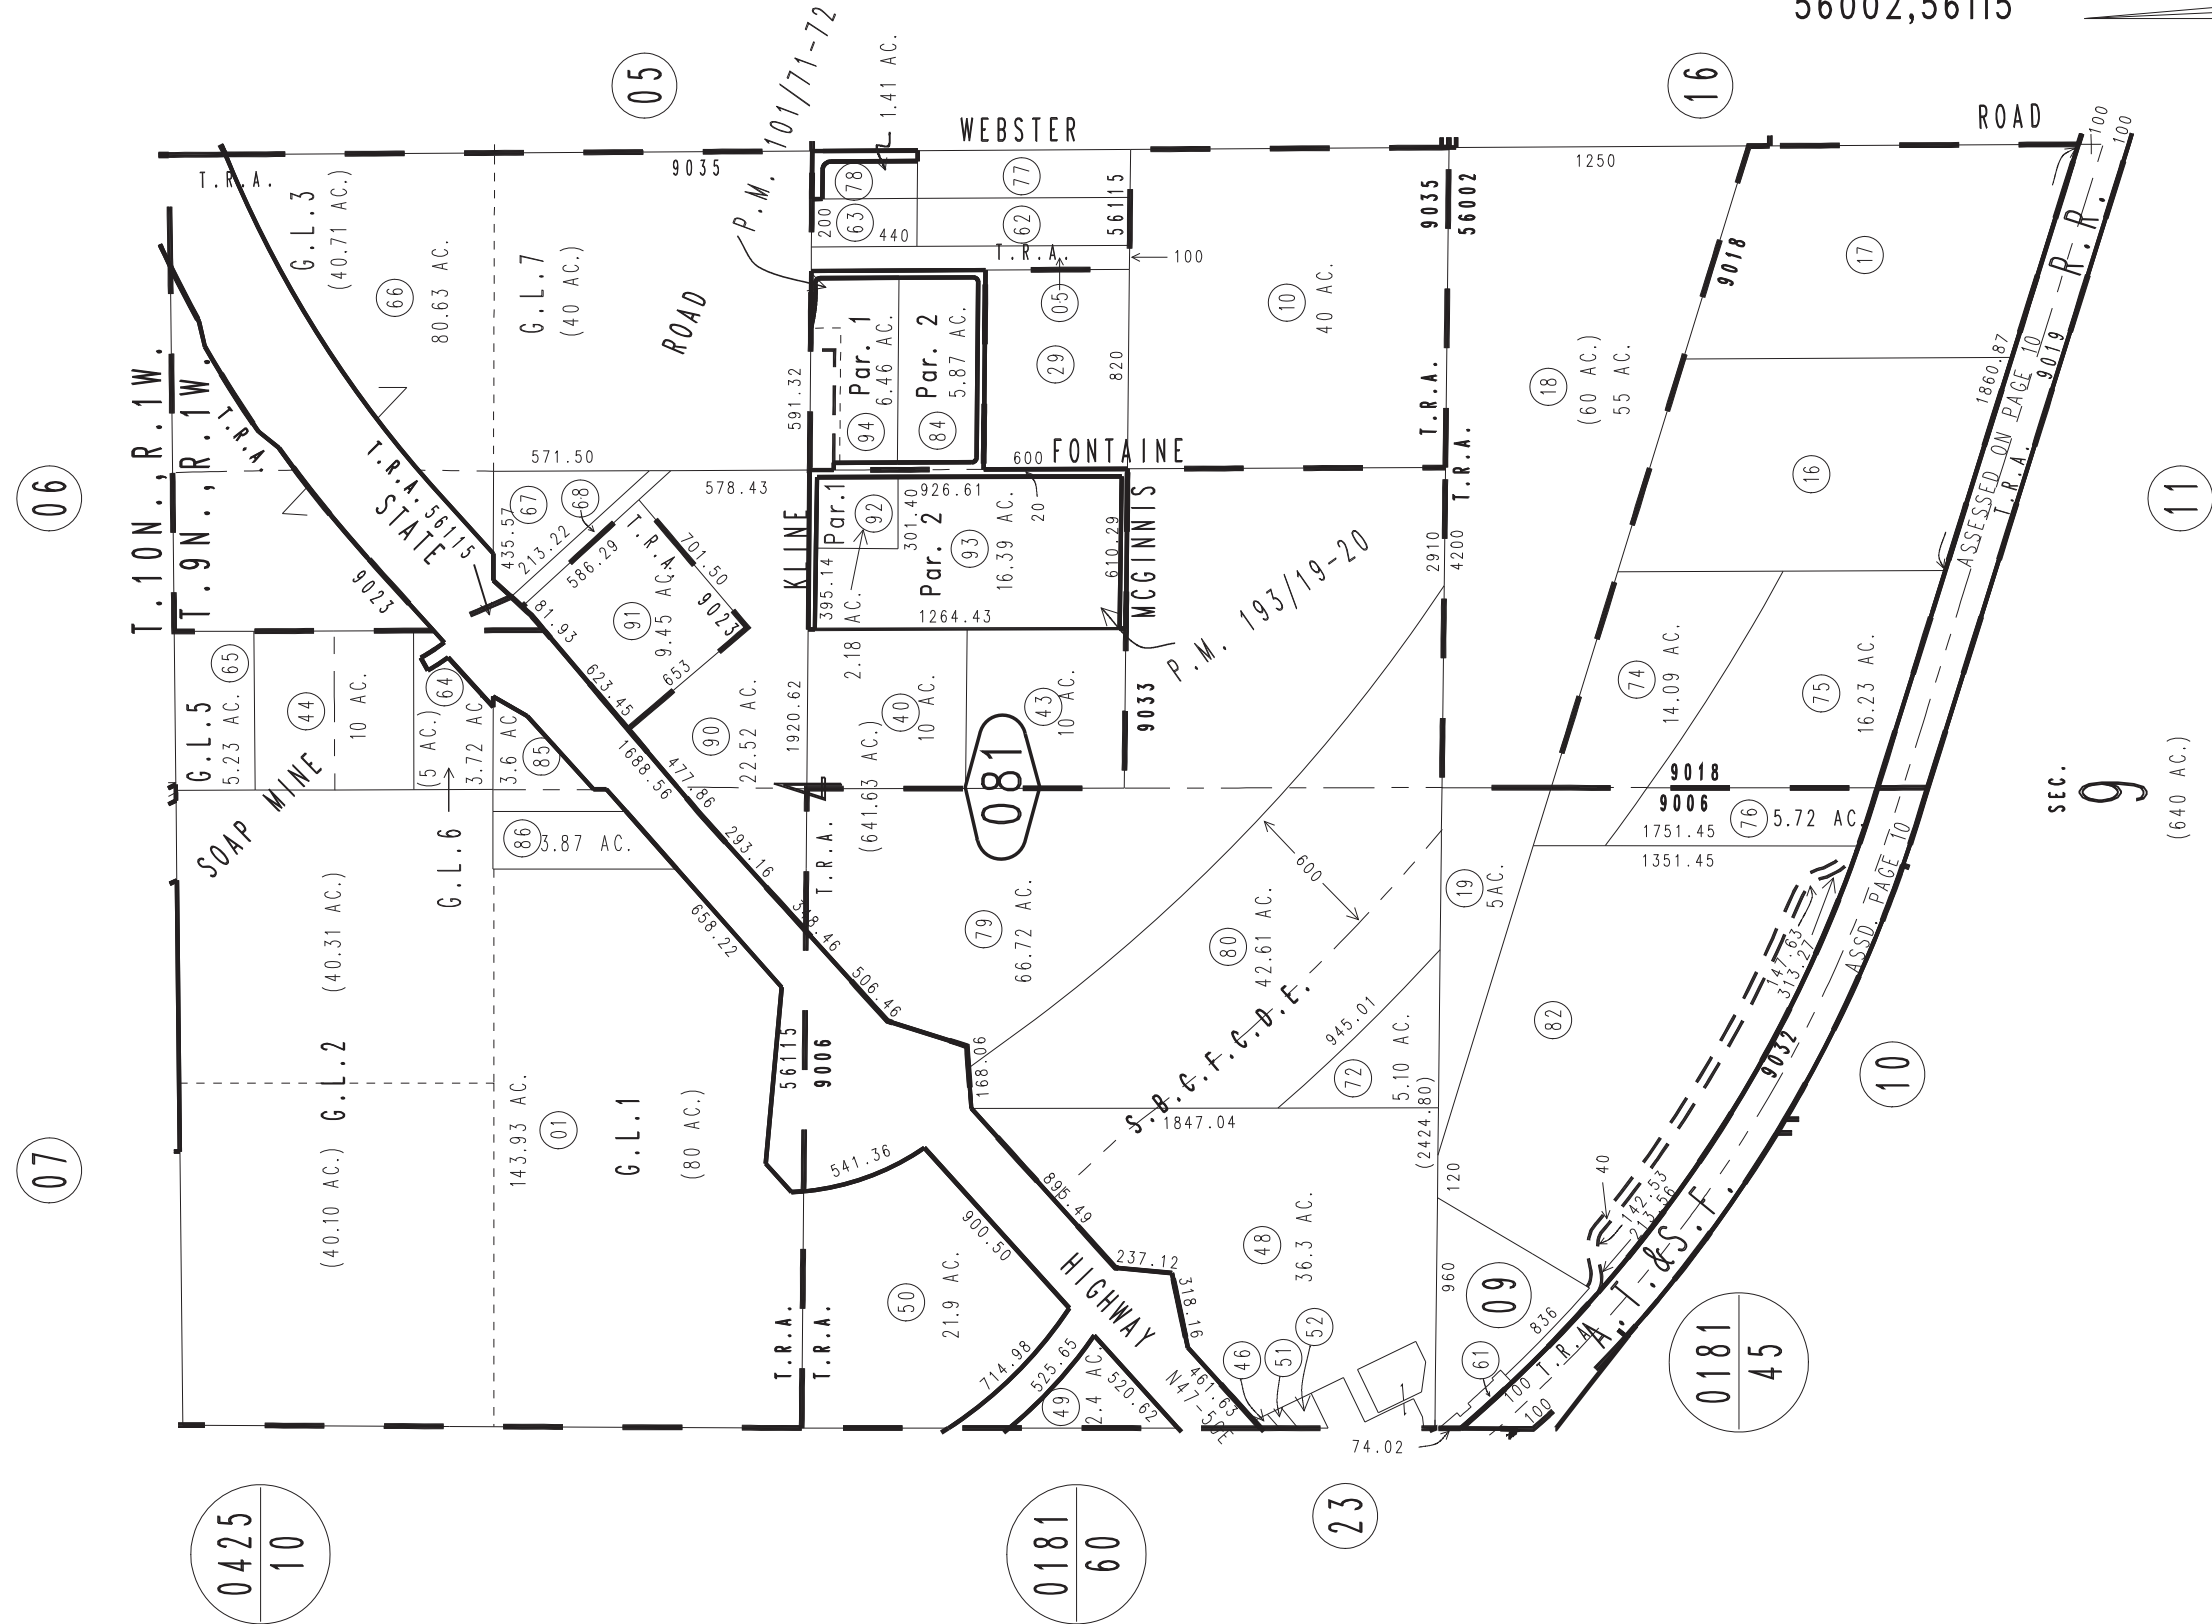 56002,56115
05
16
06
11
07
10
09
23
0425
10
0181
60
0181
45
081
T.10N.,R.1W.
T.9N.,R.1W.
T.R.A.
9035
G.L.3
(40.71 AC.)
66
80.63 AC.
G.L.7
(40 AC.)
ROAD
P.M. 101/71-72
1.41 AC.
WEBSTER
ROAD
100
100
78
77
63
62
200
440
56115
T.R.A.
100
05
Par. 1
6.46 AC.
94
Par. 2
5.87 AC.
84
29
820
591.32
10
40 AC.
9035
56002
T.R.A.
T.R.A.
1250
9018
17
18
(60 AC.)
55 AC.
16
1860.87
ASSESSED ON PAGE 10
9019
T.R.A.
R.R.
T.R.A.
T.R.A. 56115
STATE
9023
571.50
578.43
67
68
435.57
213.22
586.29
T.R.A.
701.50
9023
91
9.45 AC.
81.93
623.45
653
KLINE
600
FONTAINE
MCGINNIS
Par.1
92
926.61
301.40
20
Par. 2
93
16.39 AC.
395.14
610.29
1264.43
2.18 AC.
P.M. 193/19-20
2910
4200
G.L.5
5.23 AC.
65
44
10 AC.
(5 AC.)
64
3.72 AC
3.6 AC
85
SOAP MINE
G.L.6
86
3.87 AC.
90
22.52 AC.
1688.56
477.86
293.16
1920.62
40
10 AC.
43
10 AC.
9033
4
(641.63 AC.)
T.R.A.
348.46
506.46
658.22
79
66.72 AC.
80
42.61 AC.
600
S.B.C.F.C.D.E.
945.01
72
5.10 AC.
(2424.80)
168.06
1847.04
74
14.09 AC.
75
16.23 AC.
9018
9006
1751.45
76
5.72 AC.
1351.45
19
5AC.
82
147.63
313.27
ASSD. PAGE 10
9032
SEC.
9
(640 AC.)
(40.31 AC.)
G.L.2
(40.10 AC.)
143.93 AC.
01
G.L.1
(80 AC.)
56115
9006
541.36
900.50
T.R.A.
T.R.A.
50
21.9 AC.
714.98
525.65
49
2.4 AC.
520.62
HIGHWAY
895.49
237.12
318.16
461.63
N47-50E
48
36.3 AC.
46
51
52
74.02
120
960
836
61
40
142.53
213.56
T.R.A.
A.T.&S.F.
100
100